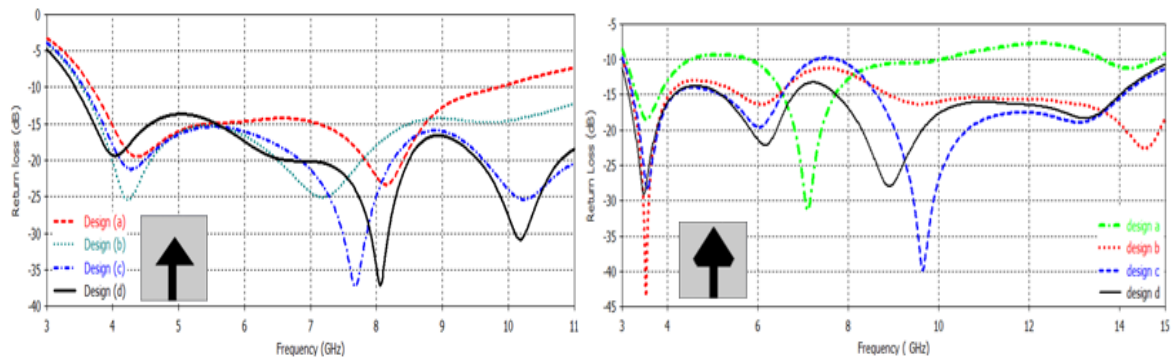 0
-5
-10
-15
-20
-25
-30
-35
-40
Return loss (dB)
Design (a)
Design (b)
Design (c)
Design (d)
3 4 5 6 7 8 9 10 11
Frequency (GHz)
-5
-10
-15
-20
-25
-30
-35
-40
-45
Return Loss (dB)
design a
design b
design c
design d
3 4 6 8 10 12 14 15
Frequency ( GHz)